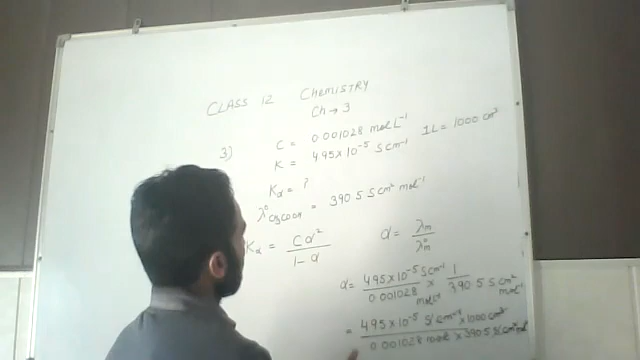 CLASS 12 CHEMISTRY
Ch → 3
3) C = 0.001028 mol L⁻¹ 1L = 1000 cm³
K = 4.95 x 10⁻⁵ S cm⁻¹
Kα = ?
λ°CH3COOH = 390.5 S cm² mol⁻¹
Kα = Cα² / 1 - α α = λm / λ°m
α = 4.95 x 10⁻⁵ S cm⁻¹ / 0.001028 mol L⁻¹ x 1 / 390.5 S cm² mol⁻¹
= 4.95 x 10⁻⁵ S cm⁻¹ x 1000 cm³ / 0.001028 mol x 390.5 S cm² mol⁻¹